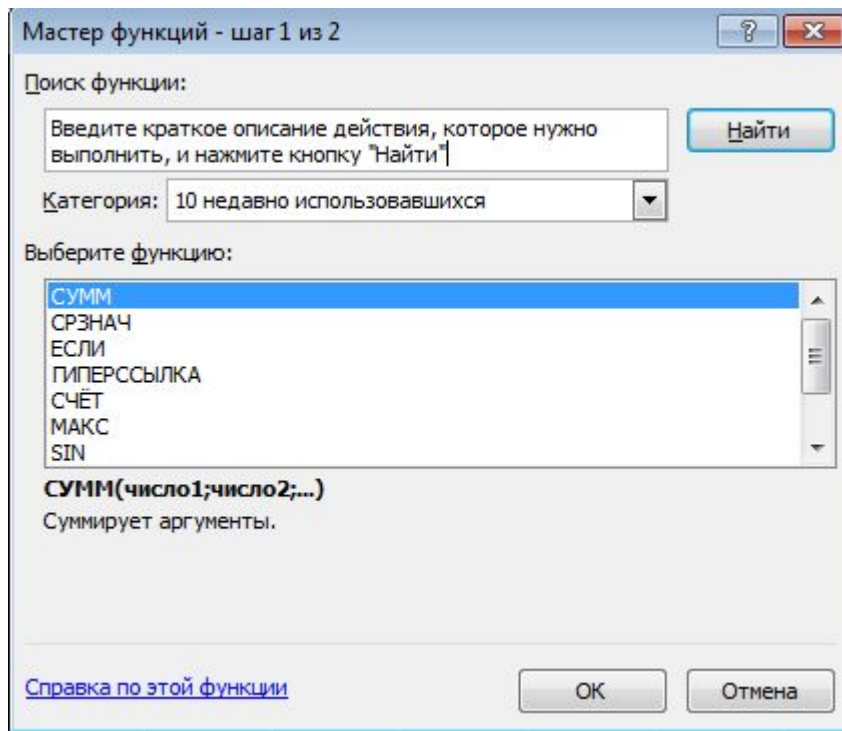 Мастер функций - шаг 1 из 2
Поиск функции:
Введите краткое описание действия, которое нужно
выполнить, и нажмите кнопку "Найти"
Найти
Категория: 10 недавно использовавшихся
Выберите функцию:
СУММ
СРЗНАЧ
ЕСЛИ
ГИПЕРССЫЛКА
СЧЁТ
МАКС
SIN
СУММ(число1;число2;...)
Суммирует аргументы.
Справка по этой функции
ОК
Отмена